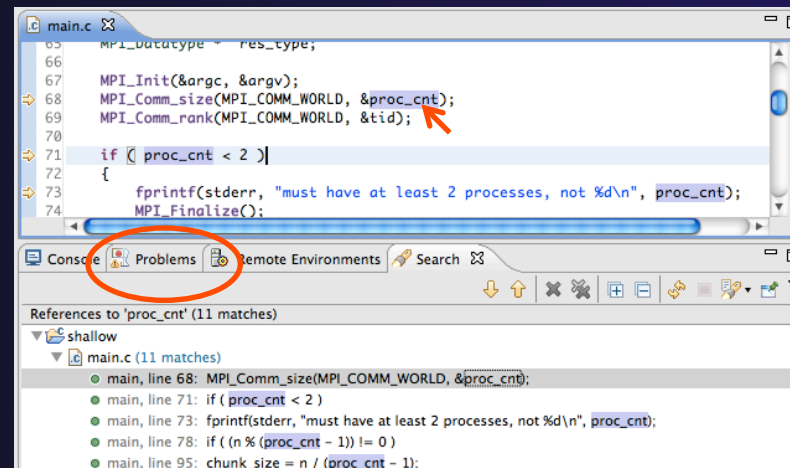 main.c
65 MPI_Datatype * res_type;
66
67 MPI_Init(&argc, &argv);
68 MPI_Comm_size(MPI_COMM_WORLD, &proc_cnt);
69 MPI_Comm_rank(MPI_COMM_WORLD, &tid);
70
71 if ( proc_cnt < 2 )
72 {
73 fprintf(stderr, "must have at least 2 processes, not %d\n", proc_cnt);
74 MPI_Finalize();
Console Problems Remote Environments Search
References to 'proc_cnt' (11 matches)
shallow
main.c (11 matches)
main, line 68: MPI_Comm_size(MPI_COMM_WORLD, &proc_cnt);
main, line 71: if ( proc_cnt < 2 )
main, line 73: fprintf(stderr, "must have at least 2 processes, not %d\n", proc_cnt);
main, line 78: if ( (n % (proc_cnt - 1)) != 0 )
main, line 95: chunk_size = n / (proc_cnt - 1);